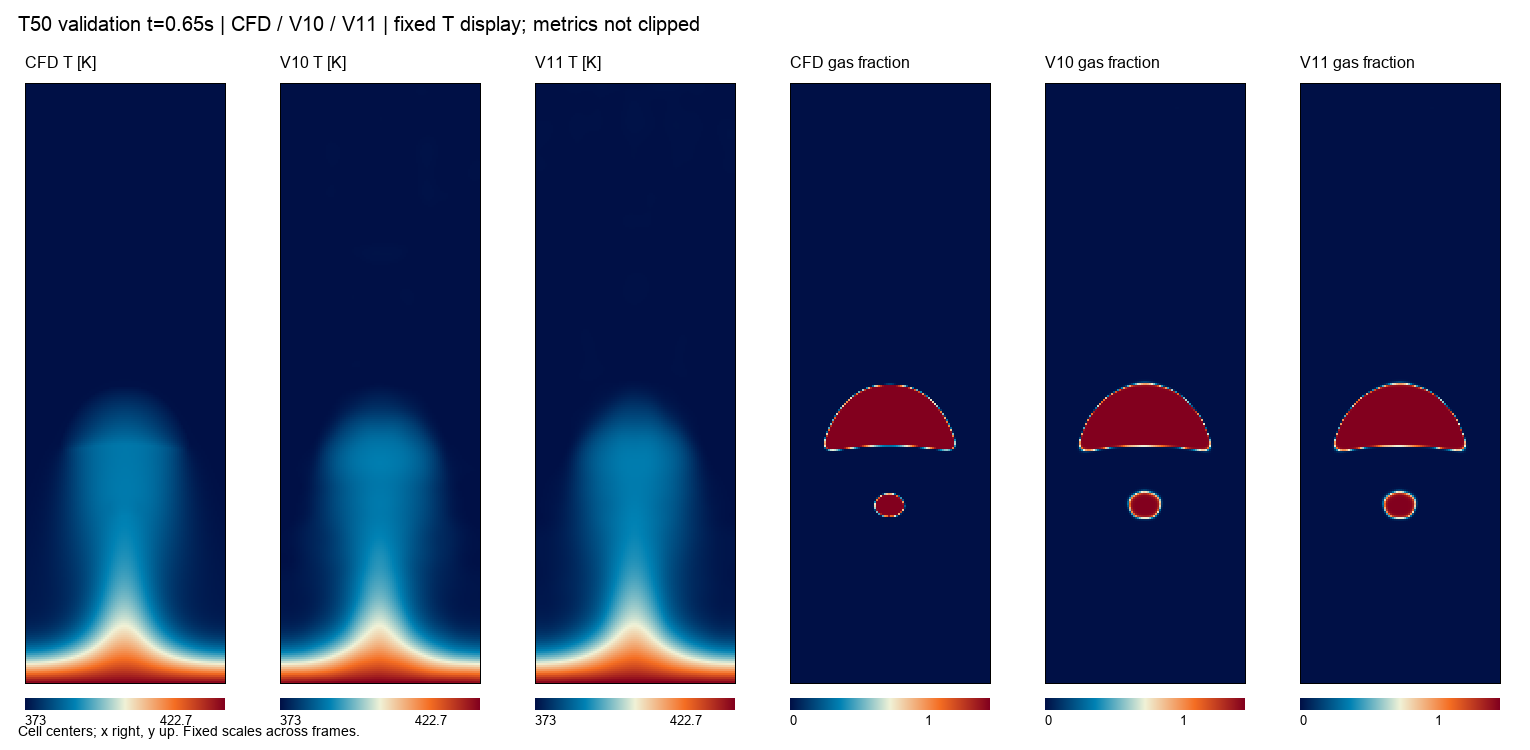 T50 validation t=0.65s | CFD / V10 / V11 | fixed T display; metrics not clipped
CFD T [K]
V10 T [K]
V11 T [K]
CFD gas fraction
V10 gas fraction
V11 gas fraction
373 422.7
373 422.7
373 422.7
0 1
0 1
0 1
Cell centers; x right, y up. Fixed scales across frames.